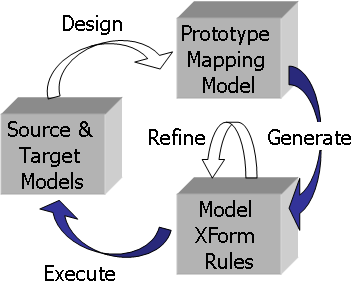 Design
Prototype
Mapping
Model
Source &
Target
Models
Refine
Generate
Model
XForm
Rules
Execute